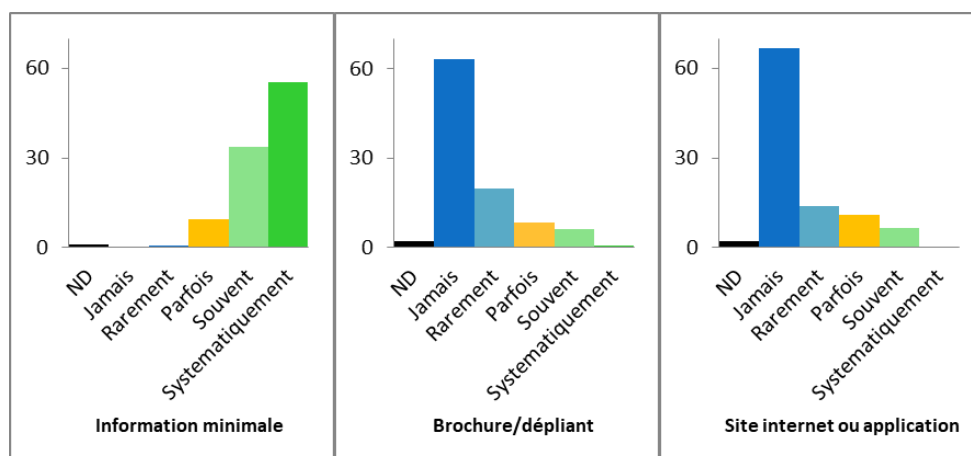 60
30
0
ND
Jamais
Rarement
Parfois
Souvent
Systematiquement
Information minimale
60
30
0
ND
Jamais
Rarement
Parfois
Souvent
Systematiquement
Brochure/dépliant
60
30
0
ND
Jamais
Rarement
Parfois
Souvent
Systematiquement
Site internet ou application